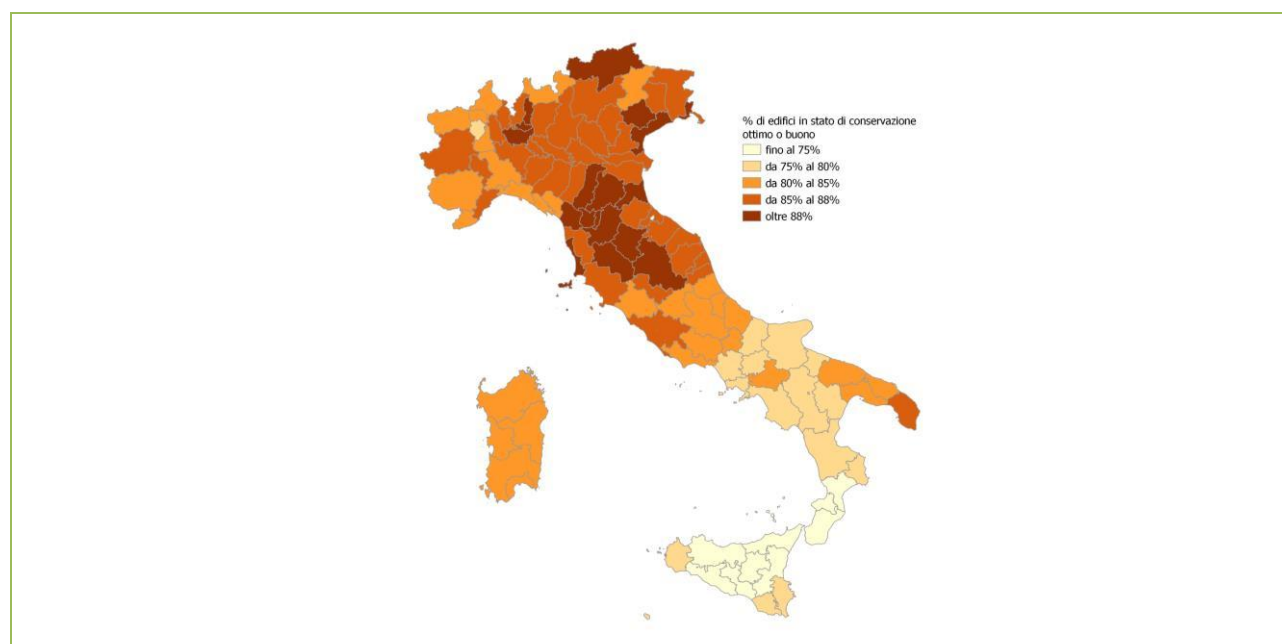 % di edifici in stato di conservazione
ottimo o buono
fino al 75%
da 75% al 80%
da 80% al 85%
da 85% al 88%
oltre 88%